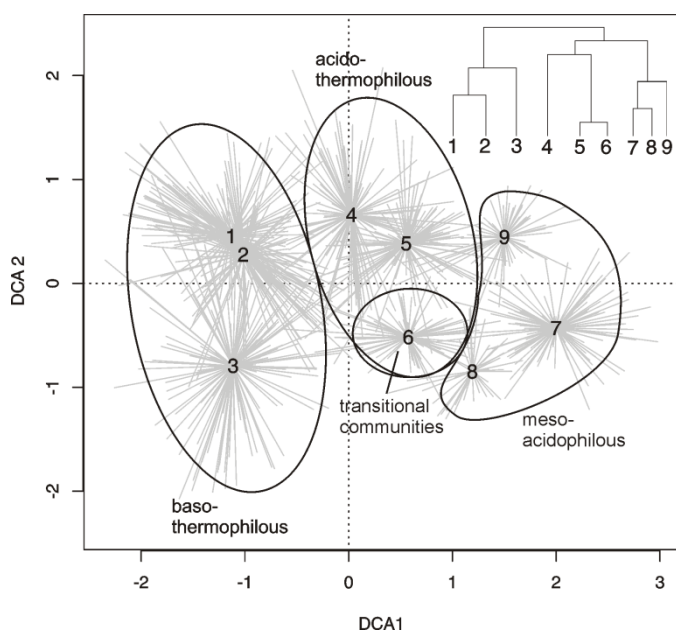 acido-
thermophilous
1 2 3 4 5 6 7 8 9
2
1
0
-1
-2
DCA 2
1
2
3
4
5
6
7
8
9
transitional
communities
meso-
acidophilous
baso-
thermophilous
-2 -1 0 1 2 3
DCA1